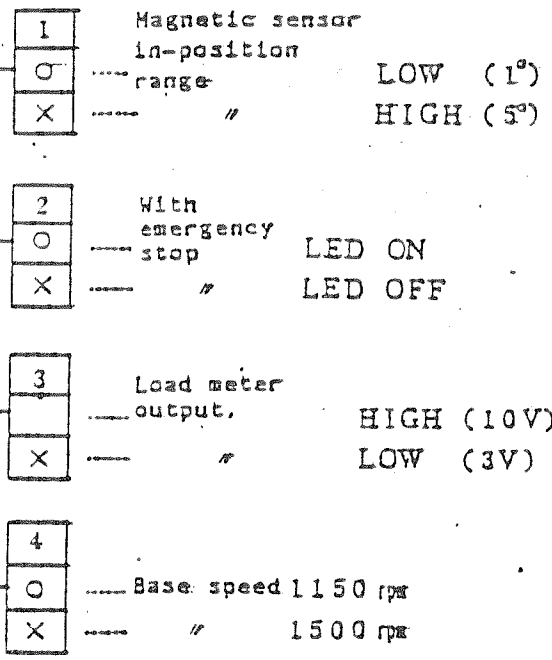 1 Magnetic sensor
in-position
O ...... range LOW (1°)
X ...... 〃 HIGH (5°)
2 With
emergency
O ...... stop LED ON
X ...... 〃 LED OFF
3 Load meter
...... output, HIGH (10V)
X ...... 〃 LOW (3V)
4
O ...... Base speed 1150 rpm
X ...... 〃 1500 rpm